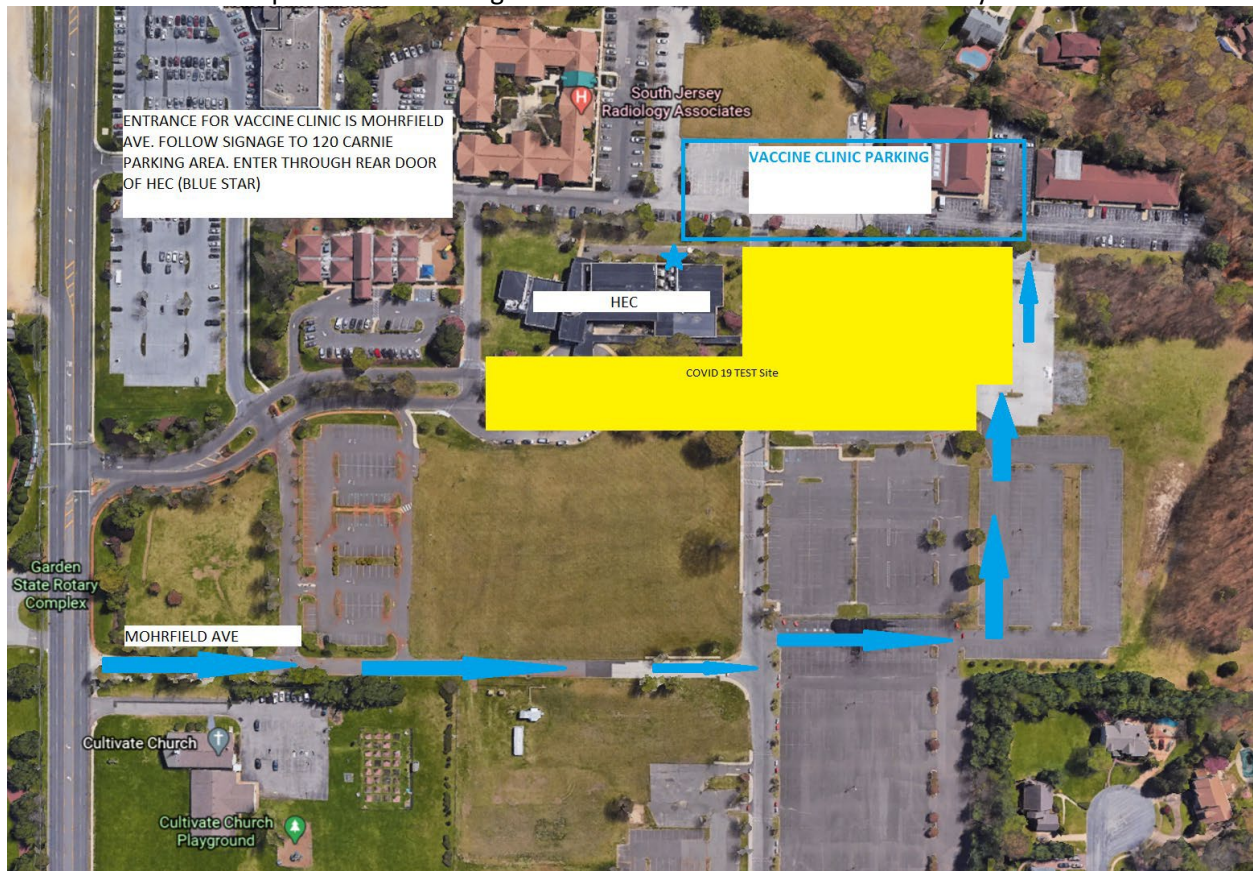 ENTRANCE FOR VACCINE CLINIC IS MOHRFIELD
AVE. FOLLOW SIGNAGE TO 120 CARNIE
PARKING AREA. ENTER THROUGH REAR DOOR
OF HEC (BLUE STAR)
South Jersey
Radiology Associates
H
VACCINE CLINIC PARKING
HEC
COVID 19 TEST Site
Garden
State Rotary
Complex
MOHRFIELD AVE
Cultivate Church
Cultivate Church
Playground